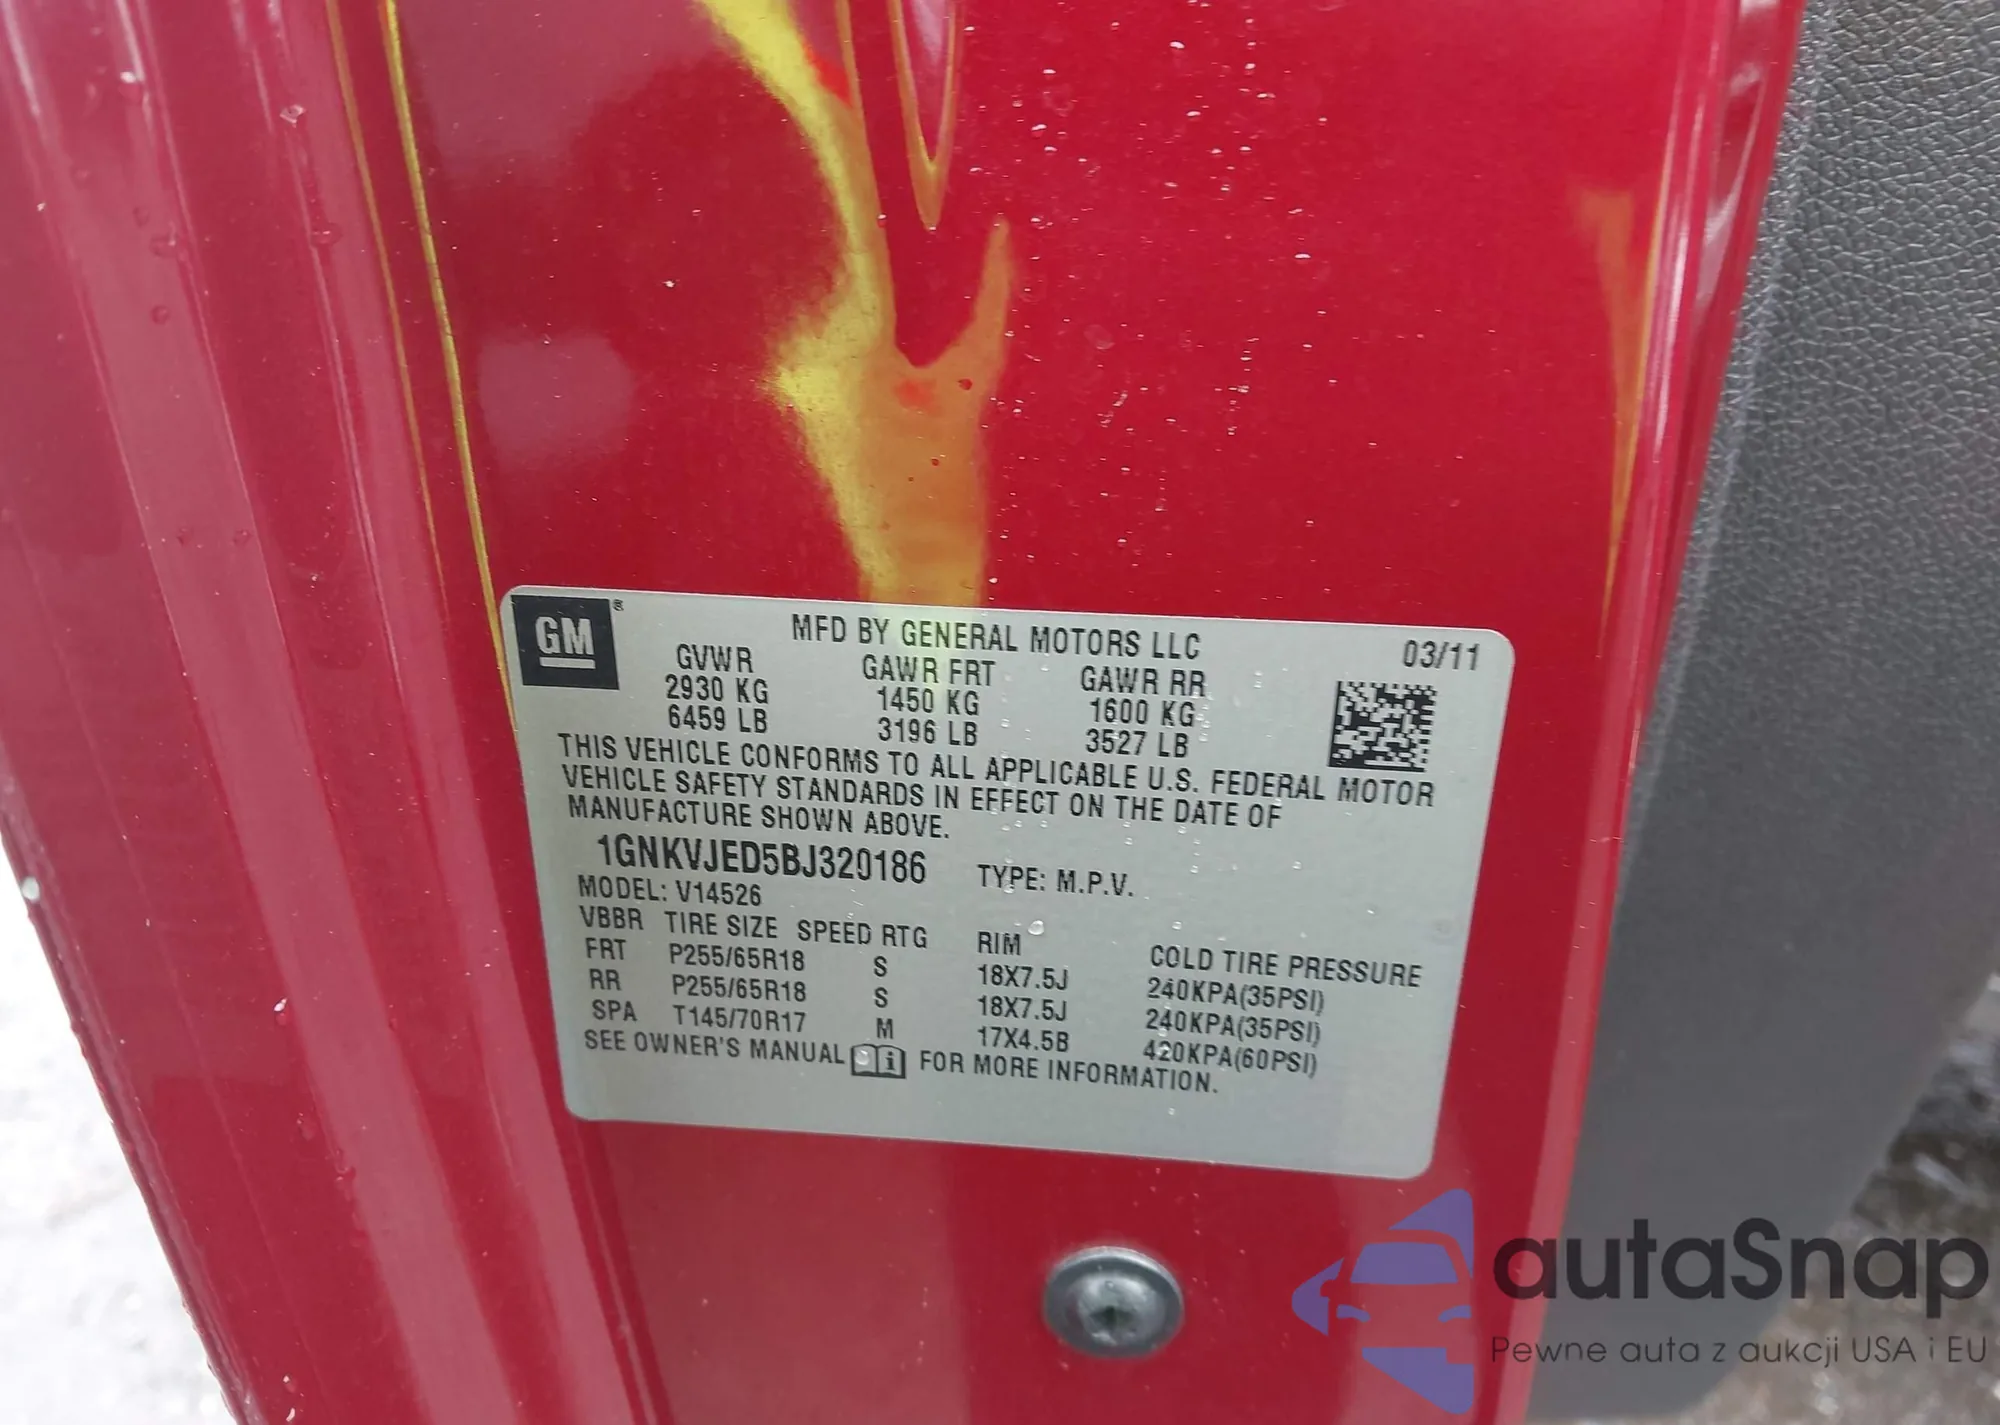 GM®
MFD BY GENERAL MOTORS LLC 03/11
GVWR GAWR FRT GAWR RR
2930 KG 1450 KG 1600 KG
6459 LB 3196 LB 3527 LB
THIS VEHICLE CONFORMS TO ALL APPLICABLE U.S. FEDERAL MOTOR
VEHICLE SAFETY STANDARDS IN EFFECT ON THE DATE OF
MANUFACTURE SHOWN ABOVE.
1GNKVJED5BJ320186 TYPE: M.P.V.
MODEL: V14526
VBBR TIRE SIZE SPEED RTG RIM COLD TIRE PRESSURE
FRT P255/65R18 S 18X7.5J 240KPA(35PSI)
RR P255/65R18 S 18X7.5J 240KPA(35PSI)
SPA T145/70R17 M 17X4.5B 420KPA(60PSI)
SEE OWNER'S MANUAL FOR MORE INFORMATION.
autaSnap
Pewne auta z aukcji USA i EU